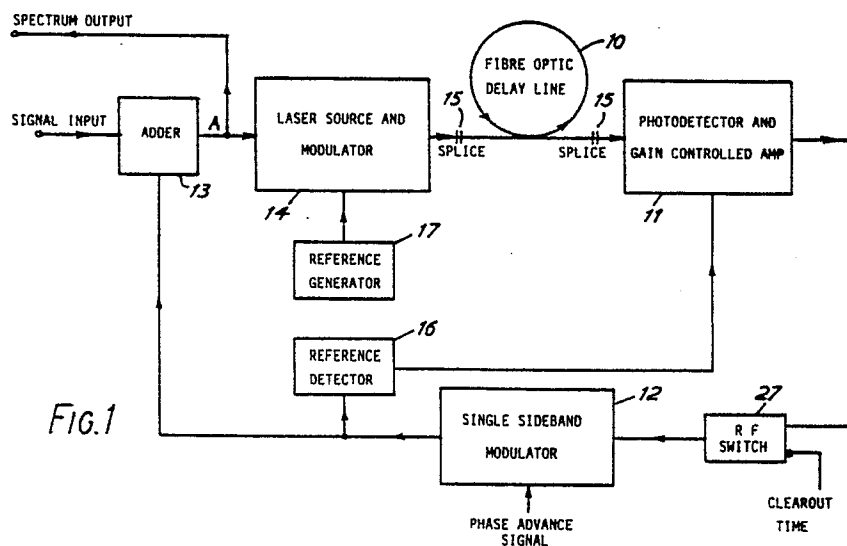 SPECTRUM OUTPUT
SIGNAL INPUT
ADDER
13
A
LASER SOURCE AND
MODULATOR
14
15
SPLICE
FIBRE OPTIC
DELAY LINE
10
15
SPLICE
PHOTODETECTOR AND
GAIN CONTROLLED AMP
11
17
REFERENCE
GENERATOR
16
REFERENCE
DETECTOR
FIG.1
12
SINGLE SIDEBAND
MODULATOR
27
R F
SWITCH
PHASE ADVANCE
SIGNAL
CLEAROUT
TIME